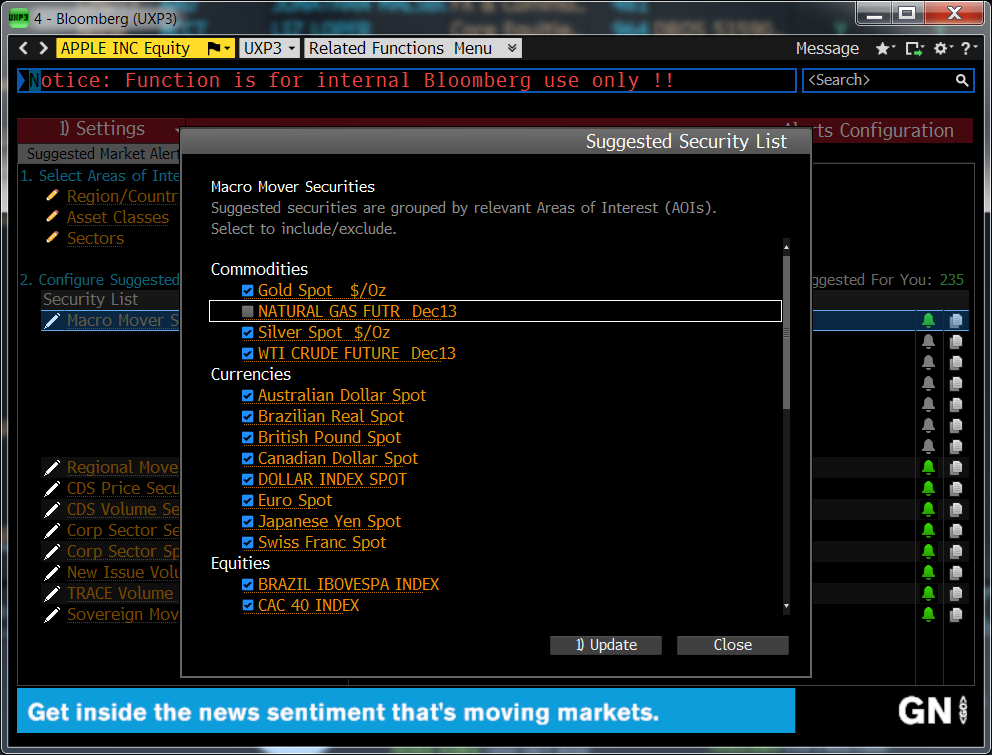 4 - Bloomberg (UXP3)
APPLE INC Equity UXP3 Related Functions Menu Message ?
Notice: Function is for internal Bloomberg use only !! <Search>
1) Settings Alerts Configuration
Suggested Market Alert
Suggested Security List
Macro Mover Securities
Suggested securities are grouped by relevant Areas of Interest (AOIs).
Select to include/exclude.
1. Select Areas of Inte
Region/Countr
Asset Classes
Sectors
2. Configure Suggested ggested For You: 235
Security List
Macro Mover S
Commodities
Gold Spot $/Oz
NATURAL GAS FUTR Dec13
Silver Spot $/Oz
WTI CRUDE FUTURE Dec13
Currencies
Australian Dollar Spot
Brazilian Real Spot
British Pound Spot
Canadian Dollar Spot
DOLLAR INDEX SPOT
Euro Spot
Japanese Yen Spot
Swiss Franc Spot
Equities
BRAZIL IBOVESPA INDEX
CAC 40 INDEX
Regional Move
CDS Price Secu
CDS Volume Se
Corp Sector Se
Corp Sector Sp
New Issue Volu
TRACE Volume
Sovereign Mov
1) Update Close
Get inside the news sentiment that's moving markets. GN GO